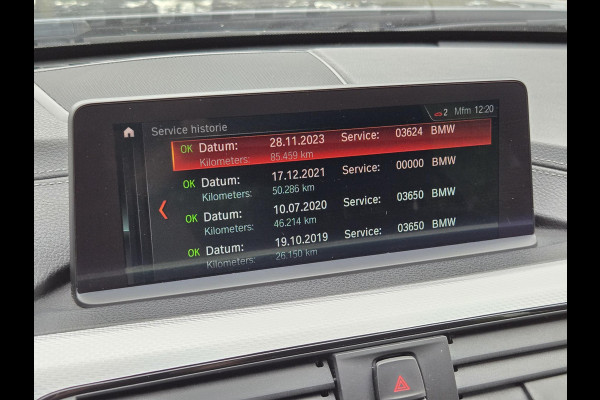 2 Mfm 12:20
Service historie
OK Datum: 28.11.2023 Service: 03624 BMW
Kilometers: 85.459 km
OK Datum: 17.12.2021 Service: 00000 BMW
Kilometers: 50.286 km
OK Datum: 10.07.2020 Service: 03650 BMW
Kilometers: 46.214 km
OK Datum: 19.10.2019 Service: 03650 BMW
Kilometers: 26.150 km